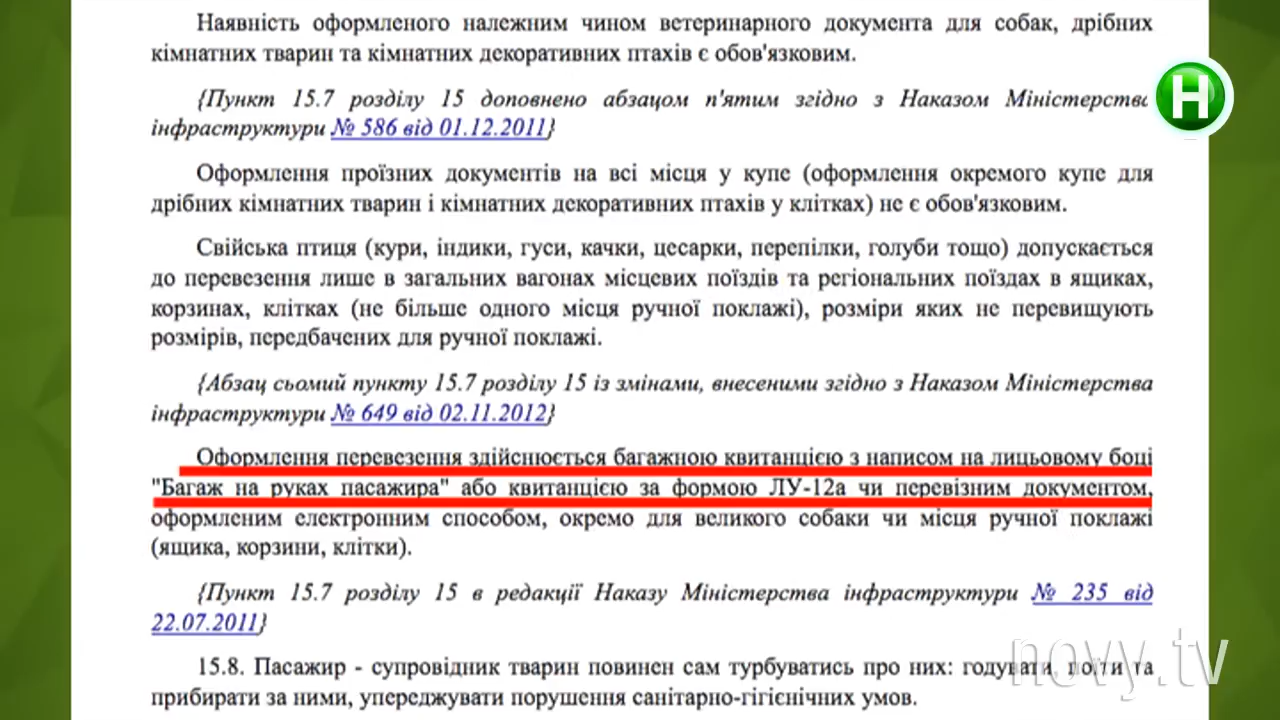 Наявність оформленого належним чином ветеринарного документа для собак, дрібних
кімнатних тварин та кімнатних декоративних птахів є обов'язковим.
{Пункт 15.7 розділу 15 доповнено абзацом п'ятим згідно з Наказом Міністерства
інфраструктури № 586 від 01.12.2011}
Оформлення проїзних документів на всі місця у купе (оформлення окремого купе для
дрібних кімнатних тварин і кімнатних декоративних птахів у клітках) не є обов'язковим.
Свійська птиця (кури, індики, гуси, качки, цесарки, перепілки, голуби тощо) допускається
до перевезення лише в загальних вагонах місцевих поїздів та регіональних поїздах в ящиках,
корзинах, клітках (не більше одного місця ручної поклажі), розміри яких не перевищують
розмірів, передбачених для ручної поклажі.
{Абзац сьомий пункту 15.7 розділу 15 із змінами, внесеними згідно з Наказом Міністерства
інфраструктури № 649 від 02.11.2012}
Оформлення перевезення здійснюється багажною квитанцією з написом на лицьовому боці
"Багаж на руках пасажира" або квитанцією за формою ЛУ-12а чи перевізним документом,
оформленим електронним способом, окремо для великого собаки чи місця ручної поклажі
(ящика, корзини, клітки).
{Пункт 15.7 розділу 15 в редакції Наказу Міністерства інфраструктури № 235 від
22.07.2011}
15.8. Пасажир - супровідник тварин повинен сам турбуватись про них: годувати, поїти та
прибирати за ними, упереджувати порушення санітарно-гігієнічних умов.
Н
novy.tv